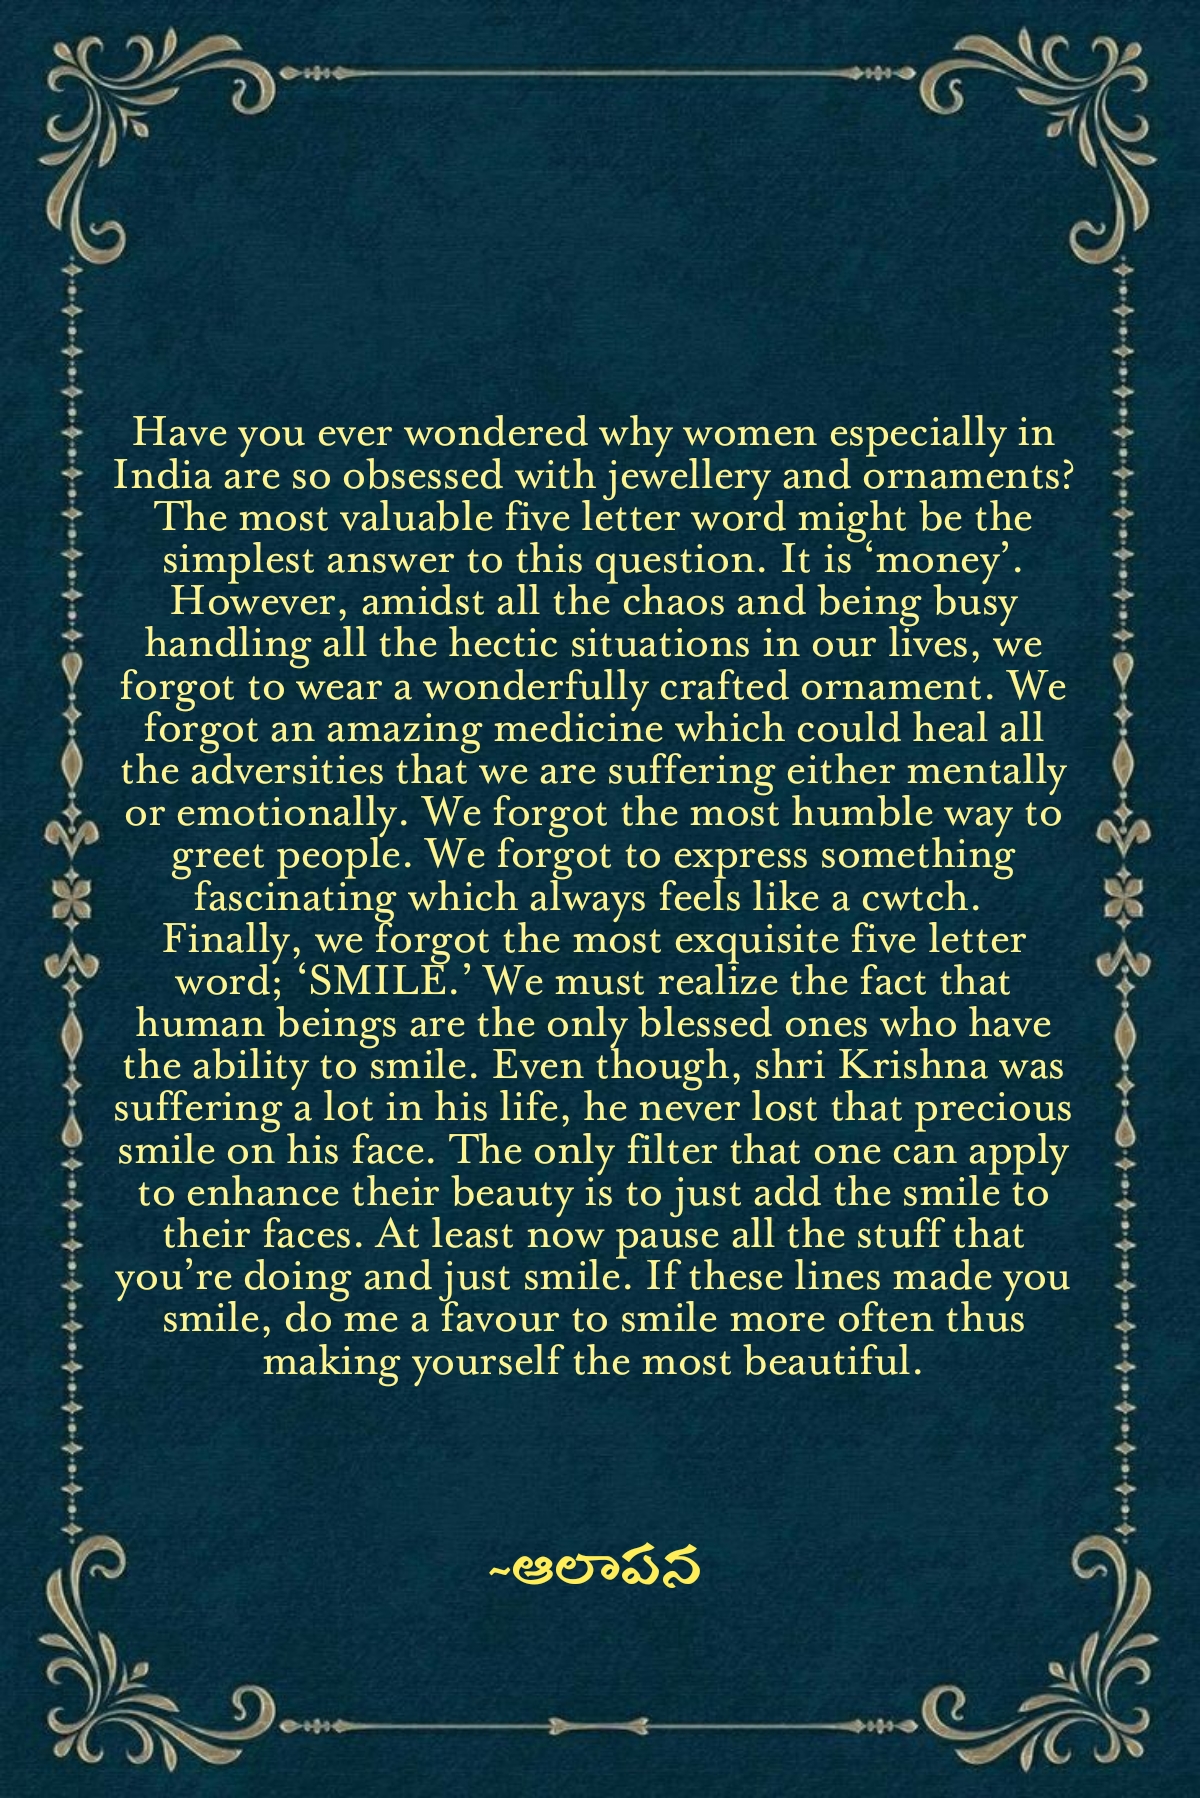 Have you ever wondered why women especially in
India are so obsessed with jewellery and ornaments?
The most valuable five letter word might be the
simplest answer to this question. It is ‘money’.
However, amidst all the chaos and being busy
handling all the hectic situations in our lives, we
forgot to wear a wonderfully crafted ornament. We
forgot an amazing medicine which could heal all
the adversities that we are suffering either mentally
or emotionally. We forgot the most humble way to
greet people. We forgot to express something
fascinating which always feels like a cwtch.
Finally, we forgot the most exquisite five letter
word; ‘SMILE.’ We must realize the fact that
human beings are the only blessed ones who have
the ability to smile. Even though, shri Krishna was
suffering a lot in his life, he never lost that precious
smile on his face. The only filter that one can apply
to enhance their beauty is to just add the smile to
their faces. At least now pause all the stuff that
you’re doing and just smile. If these lines made you
smile, do me a favour to smile more often thus
making yourself the most beautiful.
~ఆలాపన